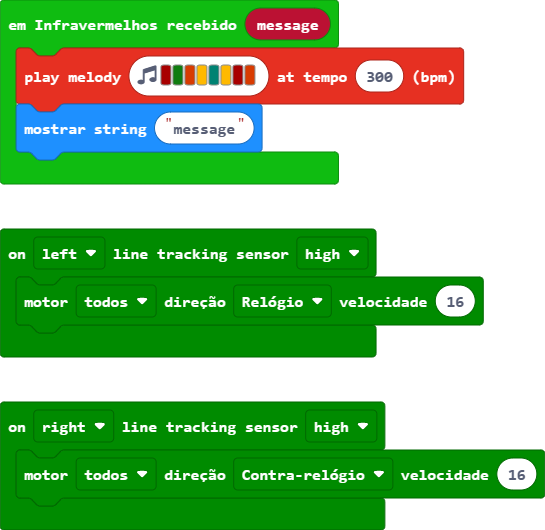 em Infravermelhos recebido message
play melody at tempo 300 (bpm)
mostrar string "message"
on left line tracking sensor high
motor todos direção Relógio velocidade 16
on right line tracking sensor high
motor todos direção Contra-relógio velocidade 16